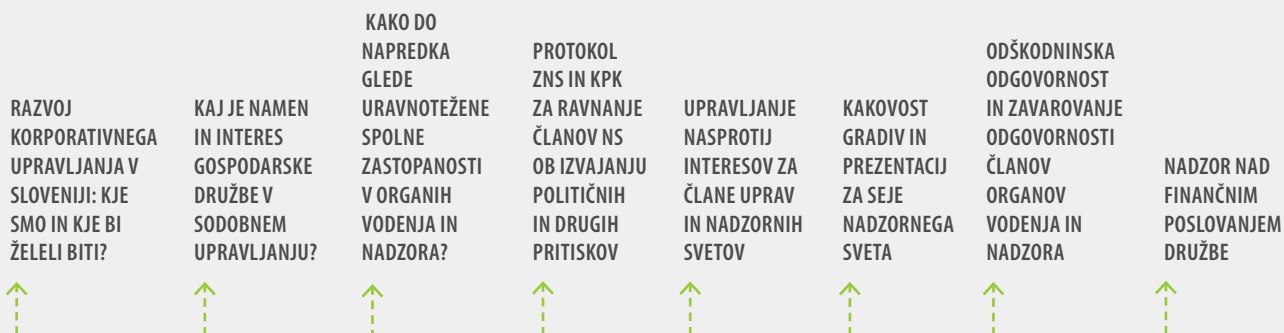 RAZVOJ
KORPORATIVNEGA
UPRAVLJANJA V
SLOVENIJI: KJE
SMO IN KJE BI
ŽELELI BITI?
KAJ JE NAMEN
IN INTERES
GOSPODARSKE
DRUŽBE V
SODOBNEM
UPRAVLJANJU?
KAKO DO
NAPREDKA
GLEDE
URAVNOTEŽENE
SPOLNE
ZASTOPANOSTI
V ORGANIH
VODENJA IN
NADZORA?
PROTOKOL
ZNS IN KPK
ZA RAVNANJE
ČLANOV NS
OB IZVAJANJU
POLITIČNIH
IN DRUGIH
PRITISKOV
UPRAVLJANJE
NASPROTIJ
INTERESOV ZA
ČLANE UPRAV
IN NADZORNIH
SVETOV
KAKOVOST
GRADIV IN
PREZENTACIJ
ZA SEJE
NADZORNEGA
SVETA
ODŠKODNINSKA
ODGOVORNOST
IN ZAVAROVANJE
ODGOVORNOSTI
ČLANOV
ORGANOV
VODENJA IN
NADZORA
NADZOR NAD
FINANČNIM
POSLOVANJEM
DRUŽBE